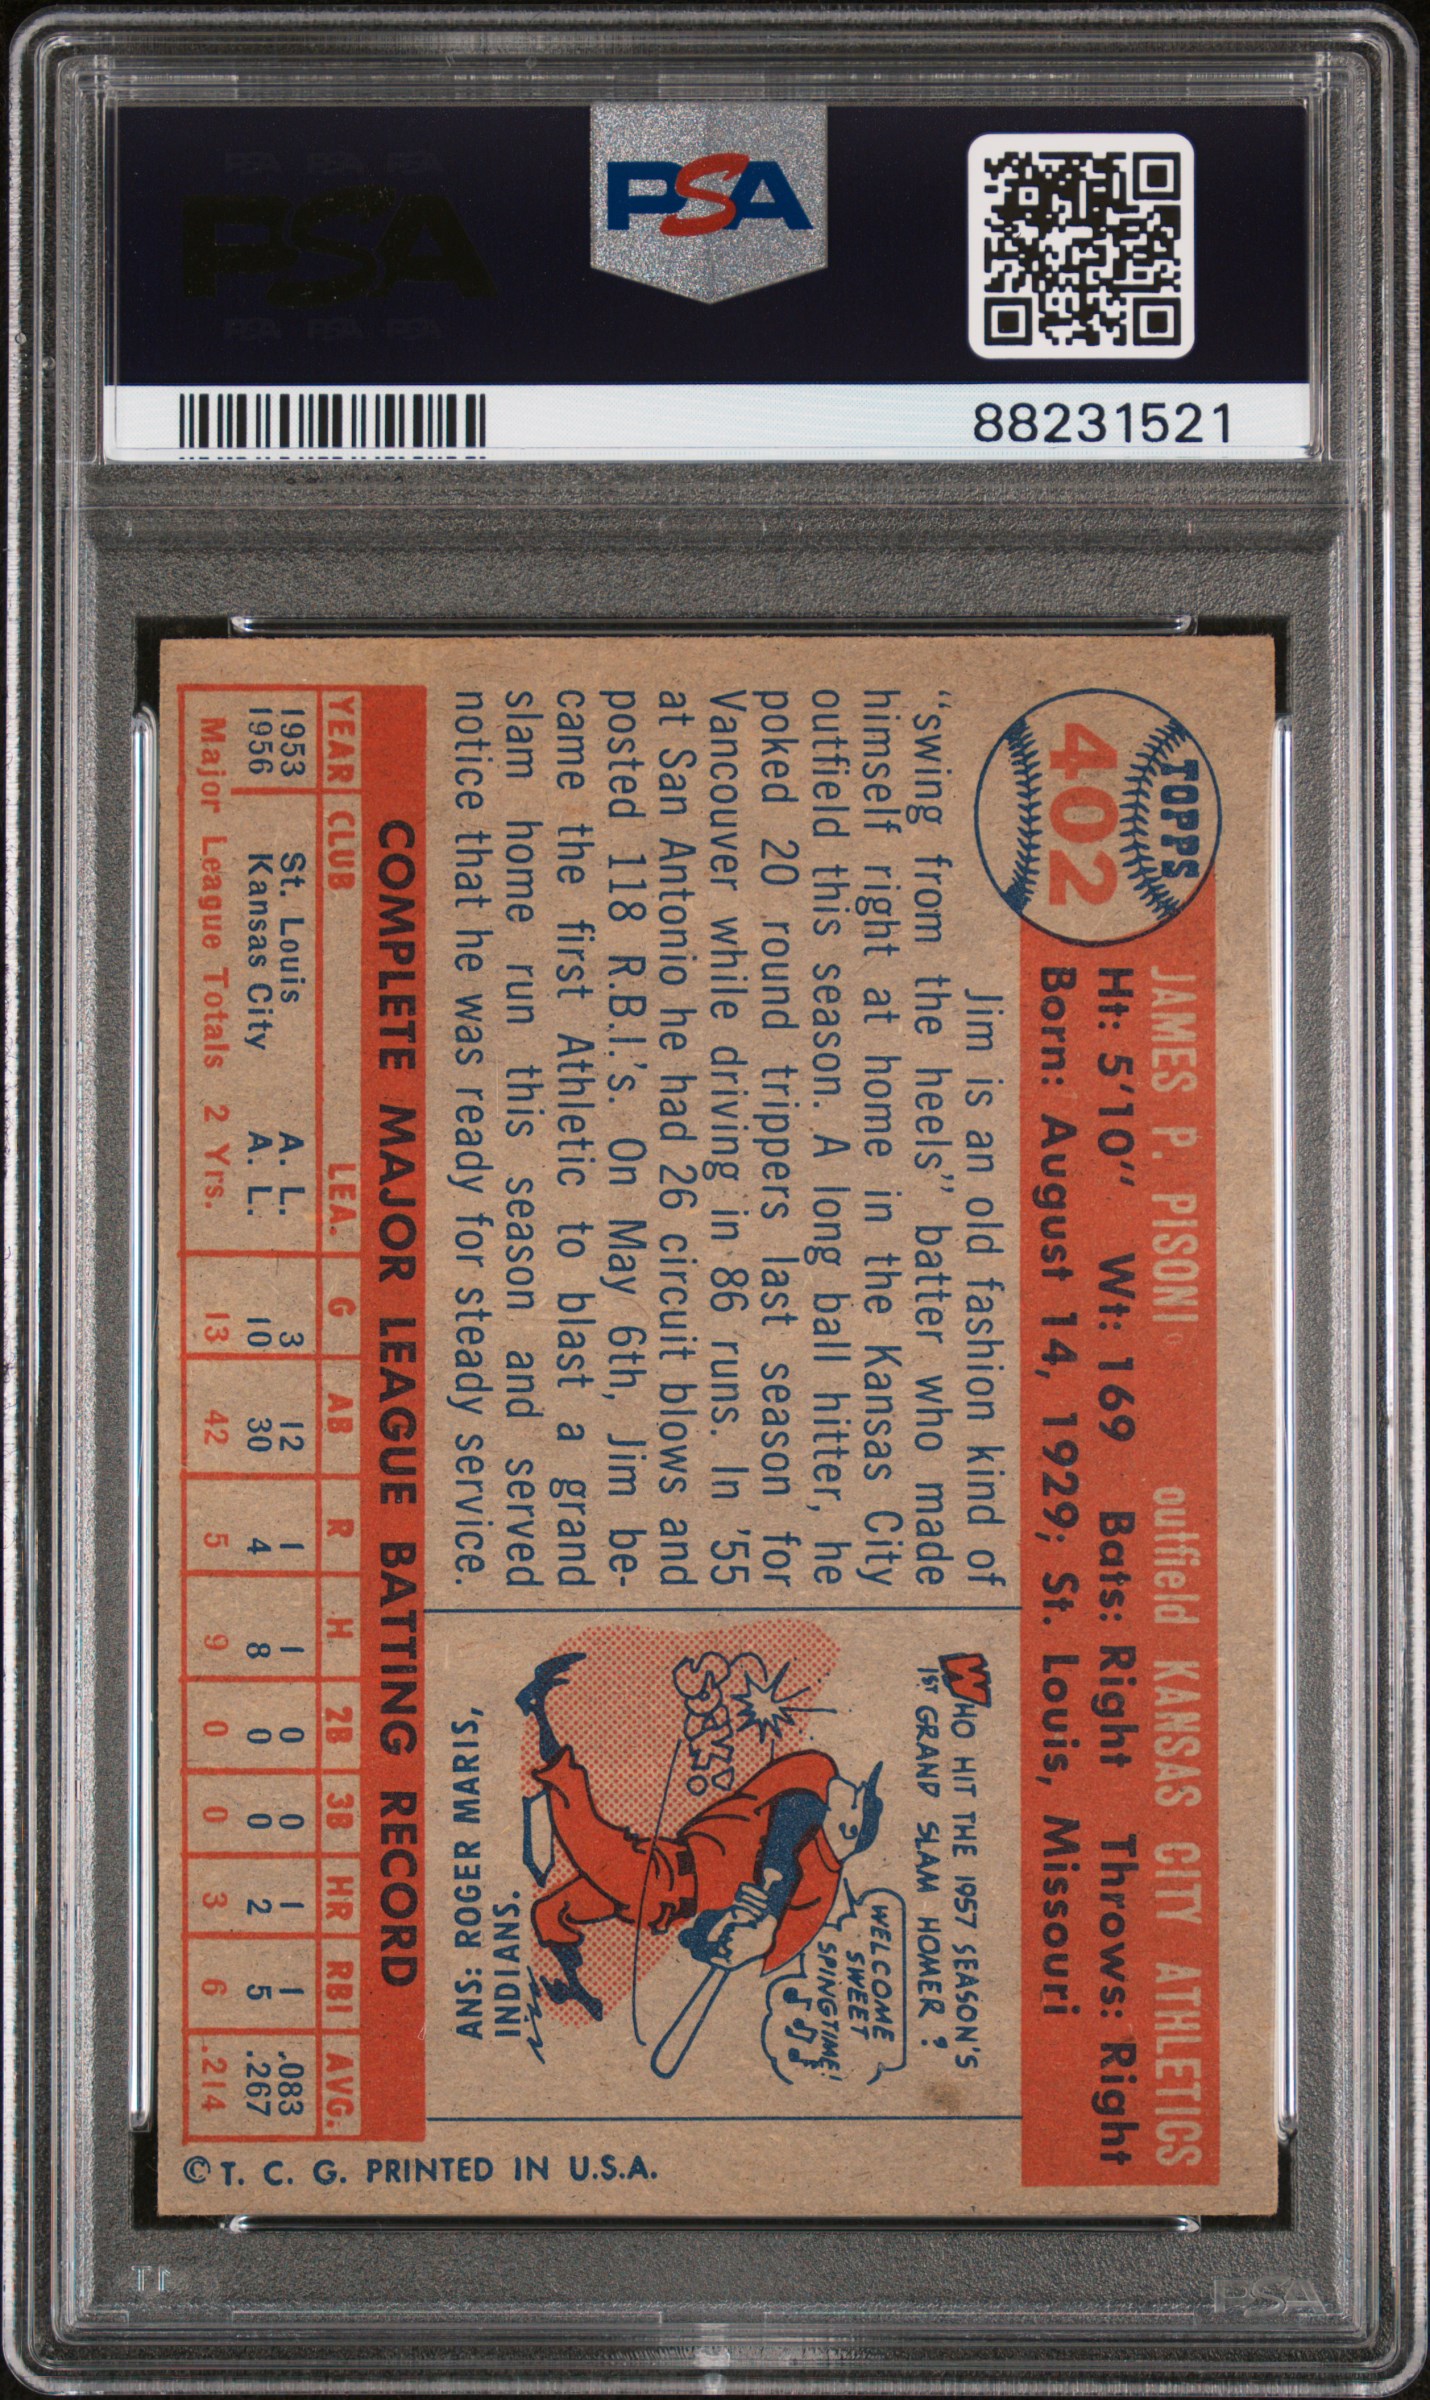 PSA
PSA PSA PSA
PSA
PSA PSA PSA
88231521
TOPPS
402
JAMES P. PISONI outfield KANSAS CITY ATHLETICS
Ht: 5'10" Wt: 169 Bats: Right Throws: Right
Born: August 14, 1929; St. Louis, Missouri
Jim is an old fashion kind of
"swing from the heels" batter who made
himself right at home in the Kansas City
outfield this season. A long ball hitter, he
poked 20 round trippers last season for
Vancouver while driving in 86 runs. In '55
at San Antonio he had 26 circuit blows and
posted 118 R.B.I.'s. On May 6th, Jim be-
came the first Athletic to blast a grand
slam home run this season and served
notice that he was ready for steady service.
WHO HIT THE 1957 SEASON'S
1ST GRAND SLAM HOMER?
WELCOME
SWEET
SPINGTIME!
ANS: ROGER MARIS,
INDIANS.
COMPLETE MAJOR LEAGUE BATTING RECORD
YEAR CLUB LEA. G AB R H 2B 3B HR RBI AVG.
1953 St. Louis A. L. 3 12 1 1 0 0 1 1 .083
1956 Kansas City A. L. 10 30 4 8 0 0 2 5 .267
Major League Totals 2 Yrs. 13 42 5 9 0 0 3 6 .214
© T. C. G. PRINTED IN U.S.A.
PSA